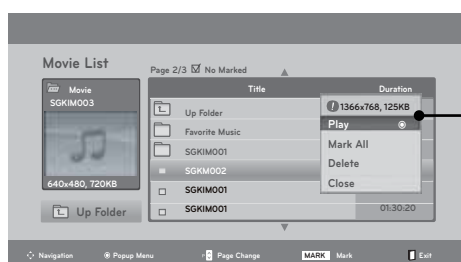 Movie List
Page 2/3 No Marked
Movie
SGKIM003
640x480, 720KB
Up Folder
Title
Duration
Up Folder
Favorite Music
SGKIM001
SGKM002
SGKIM001
SGKIM001
01:30:20
1366x768, 125KB
Play
Mark All
Delete
Close
Navigation
Popup Menu
Page Change
MARK Mark
Exit